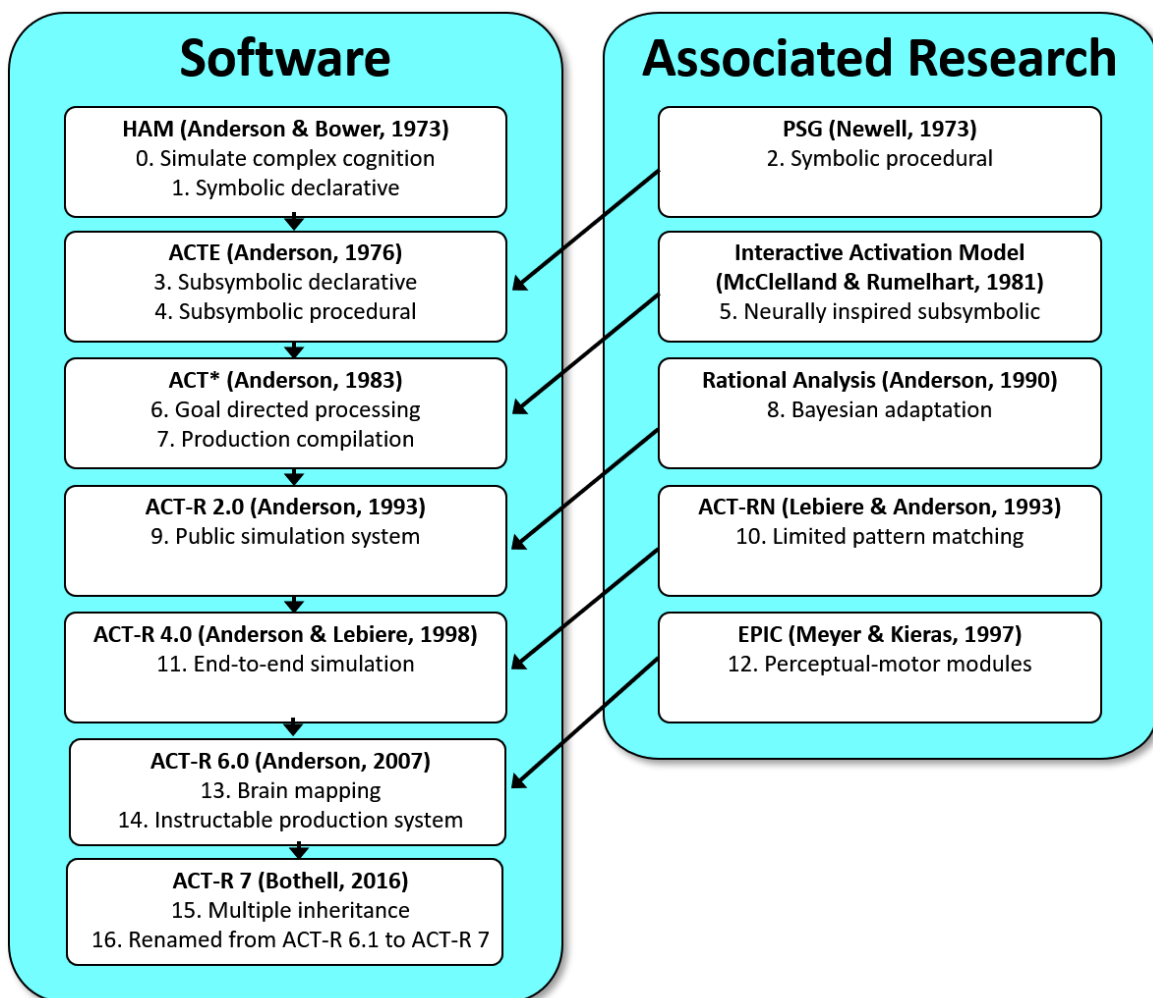 Software
HAM (Anderson & Bower, 1973)
0. Simulate complex cognition
1. Symbolic declarative
ACTE (Anderson, 1976)
3. Subsymbolic declarative
4. Subsymbolic procedural
ACT* (Anderson, 1983)
6. Goal directed processing
7. Production compilation
ACT-R 2.0 (Anderson, 1993)
9. Public simulation system
ACT-R 4.0 (Anderson & Lebiere, 1998)
11. End-to-end simulation
ACT-R 6.0 (Anderson, 2007)
13. Brain mapping
14. Instructable production system
ACT-R 7 (Bothell, 2016)
15. Multiple inheritance
16. Renamed from ACT-R 6.1 to ACT-R 7
Associated Research
PSG (Newell, 1973)
2. Symbolic procedural
Interactive Activation Model
(McClelland & Rumelhart, 1981)
5. Neurally inspired subsymbolic
Rational Analysis (Anderson, 1990)
8. Bayesian adaptation
ACT-RN (Lebiere & Anderson, 1993)
10. Limited pattern matching
EPIC (Meyer & Kieras, 1997)
12. Perceptual-motor modules